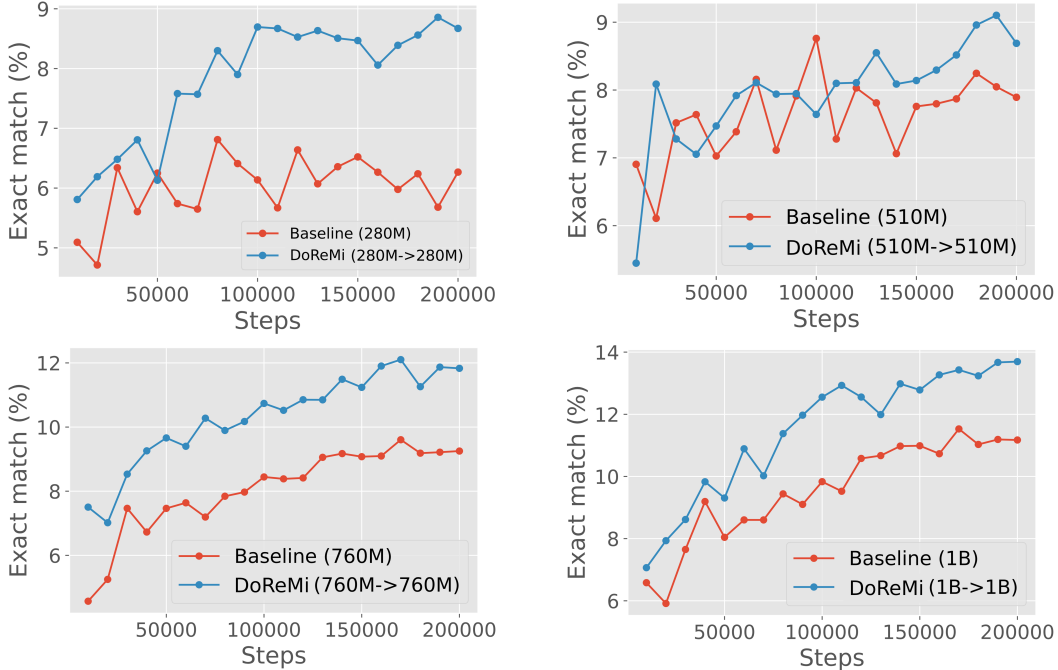 Exact match (%)
9
8
7
6
5
Baseline (280M)
DoReMi (280M->280M)
50000 100000 150000 200000
Steps
Exact match (%)
9
8
7
6
Baseline (510M)
DoReMi (510M->510M)
50000 100000 150000 200000
Steps
Exact match (%)
12
10
8
6
Baseline (760M)
DoReMi (760M->760M)
50000 100000 150000 200000
Steps
Exact match (%)
14
12
10
8
6
Baseline (1B)
DoReMi (1B->1B)
50000 100000 150000 200000
Steps